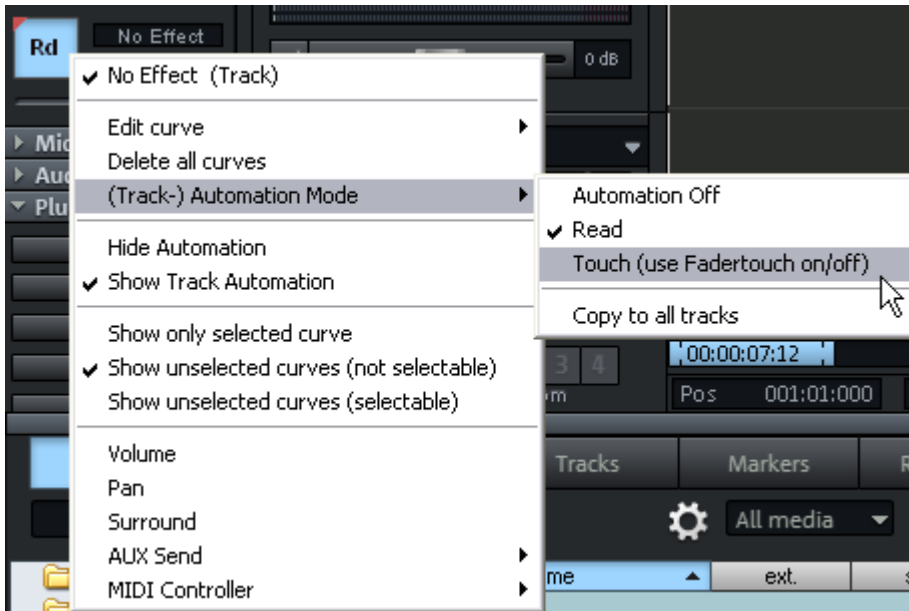 Rd
No Effect
0 dB
No Effect (Track)
Edit curve
Delete all curves
(Track-) Automation Mode
Hide Automation
Show Track Automation
Show only selected curve
Show unselected curves (not selectable)
Show unselected curves (selectable)
Volume
Pan
Surround
AUX Send
MIDI Controller
Automation Off
Read
Touch (use Fadertouch on/off)
Copy to all tracks
3 4
00:00:07:12
Pos 001:01:000
Tracks Markers
All media
ext.